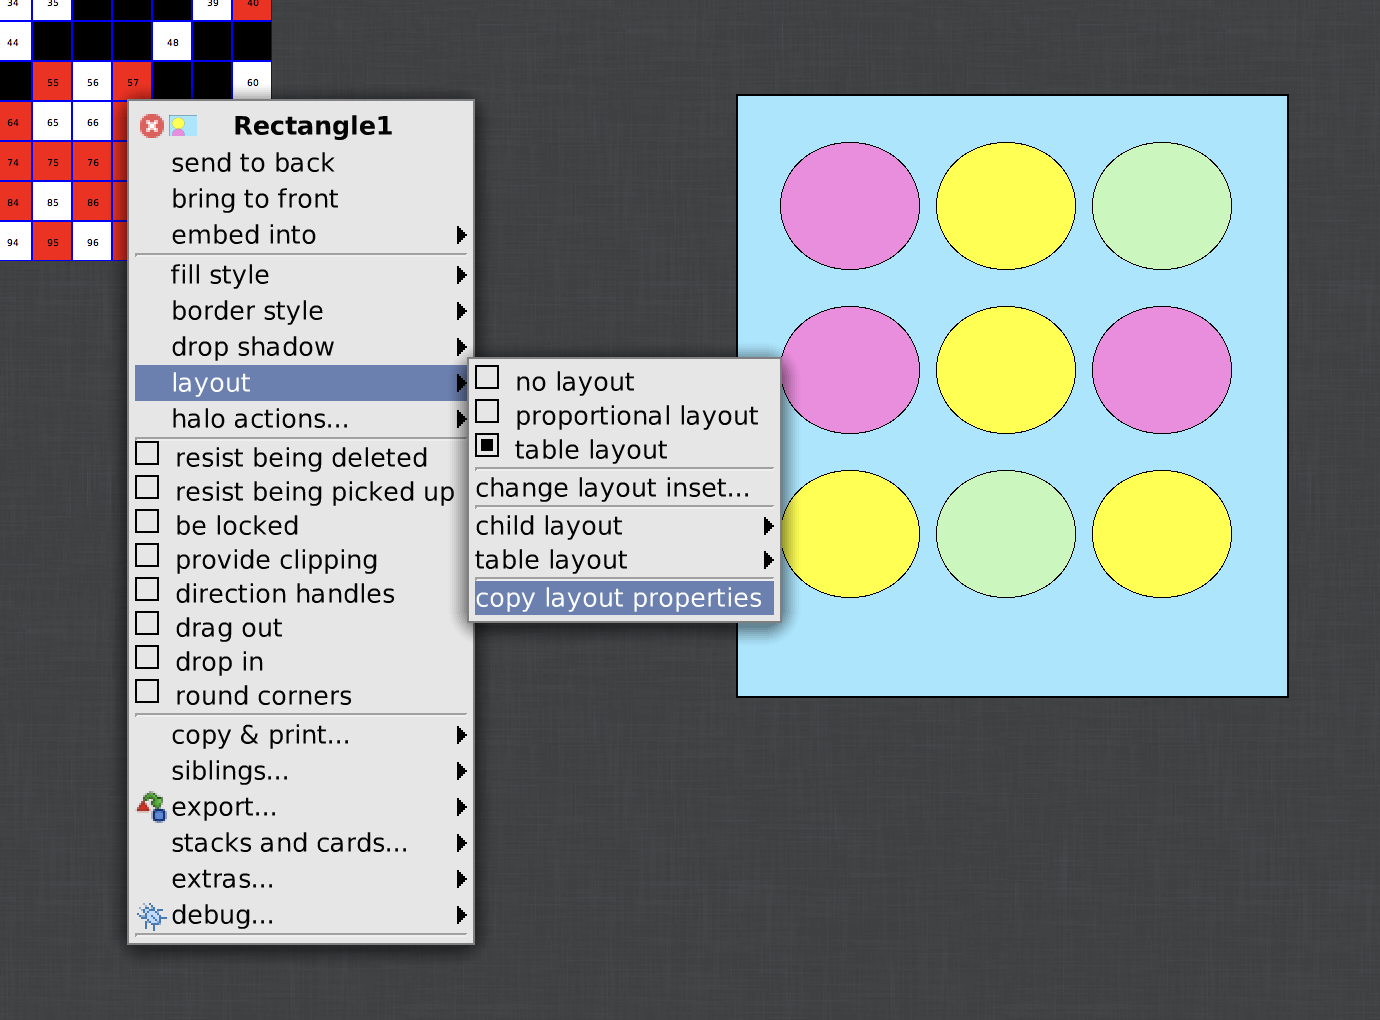 34 35 39 40
44 48
55 56 57 60
64 65 66
74 75 76
84 85 86
94 95 96
Rectangle1
send to back
bring to front
embed into
fill style
border style
drop shadow
layout
halo actions...
resist being deleted
resist being picked up
be locked
provide clipping
direction handles
drag out
drop in
round corners
copy & print...
siblings...
export...
stacks and cards...
extras...
debug...
no layout
proportional layout
table layout
change layout inset...
child layout
table layout
copy layout properties